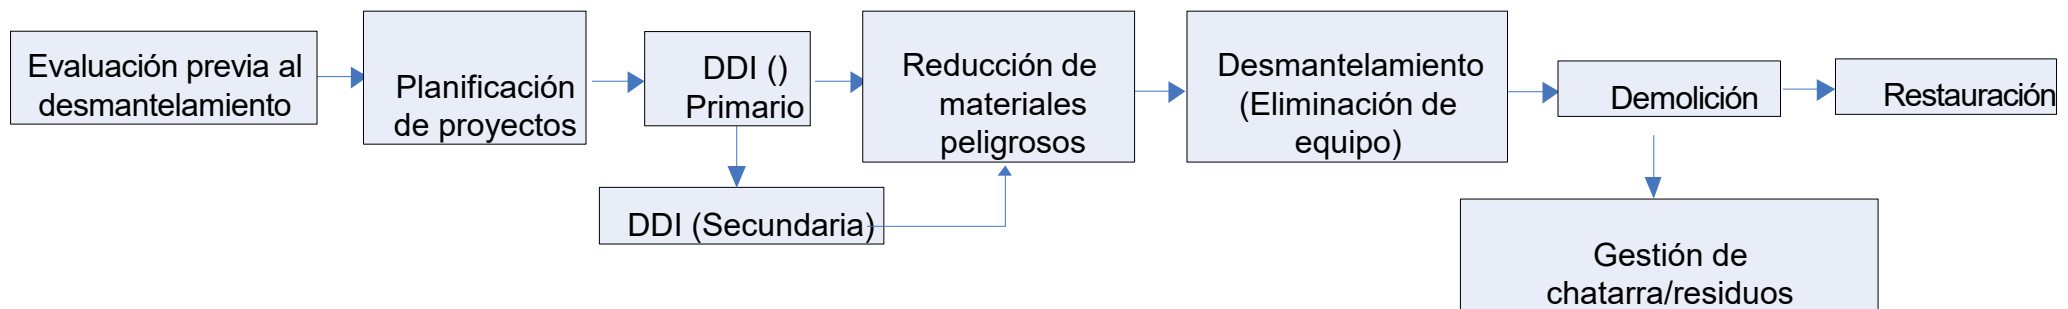 Evaluación previa al
desmantelamiento
Planificación
de proyectos
DDI ()
Primario
DDI (Secundaria)
Reducción de
materiales
peligrosos
Desmantelamiento
(Eliminación de
equipo)
Demolición
Gestión de
chatarra/residuos
Restauración